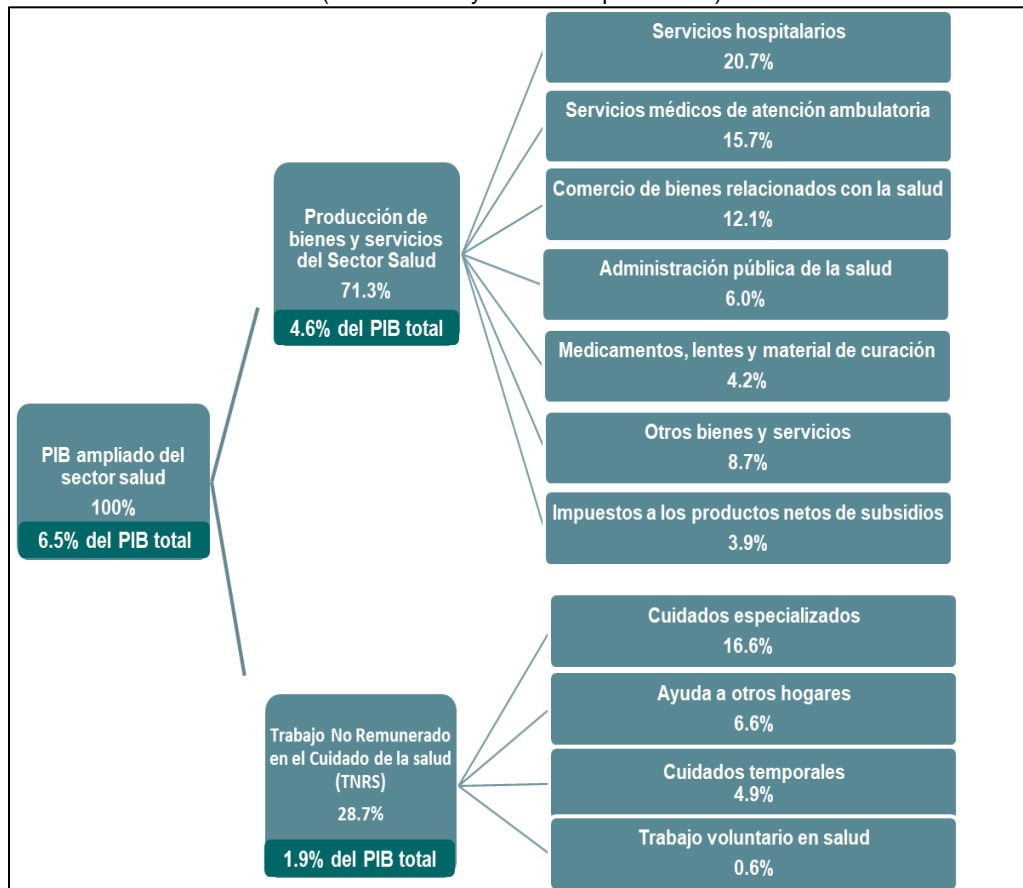 PIB ampliado del
sector salud
100%
6.5% del PIB total
Producción de
bienes y servicios
del Sector Salud
71.3%
4.6% del PIB total
Servicios hospitalarios
20.7%
Servicios médicos de atención ambulatoria
15.7%
Comercio de bienes relacionados con la salud
12.1%
Administración pública de la salud
6.0%
Medicamentos, lentes y material de curación
4.2%
Otros bienes y servicios
8.7%
Impuestos a los productos netos de subsidios
3.9%
Trabajo No Remunerado
en el Cuidado de la salud
(TNRS)
28.7%
1.9% del PIB total
Cuidados especializados
16.6%
Ayuda a otros hogares
6.6%
Cuidados temporales
4.9%
Trabajo voluntario en salud
0.6%